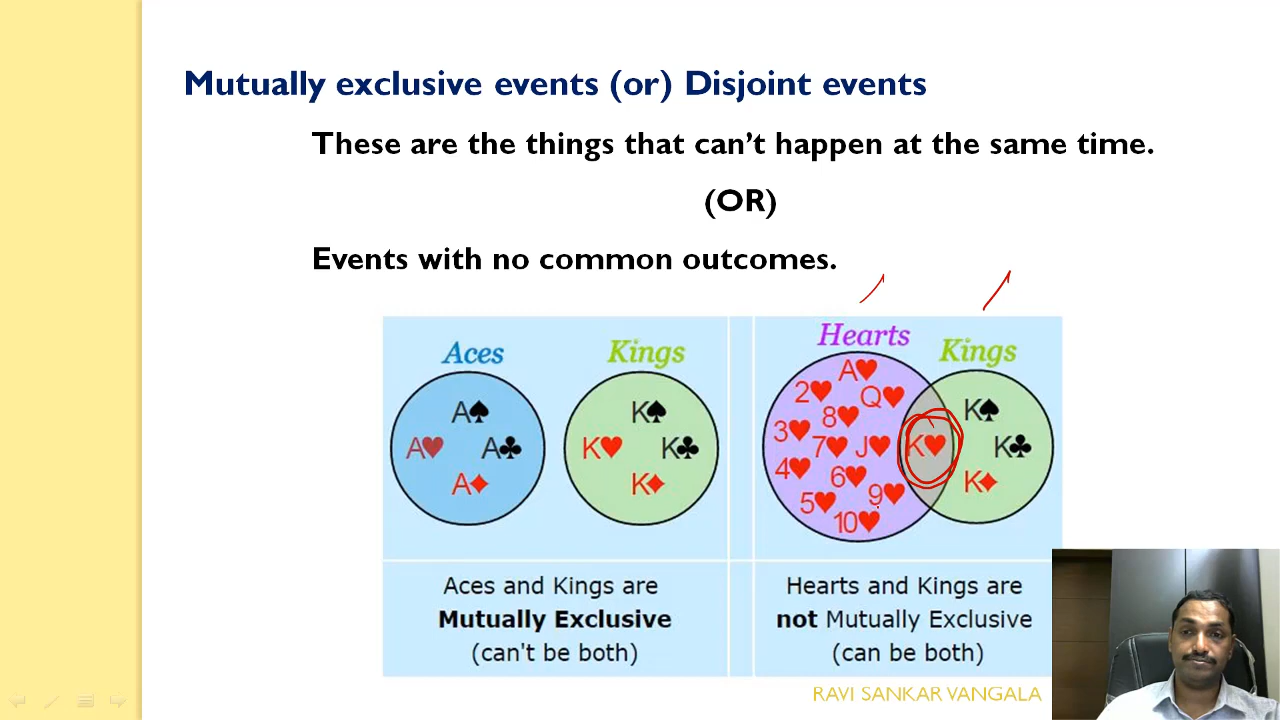 Mutually exclusive events (or) Disjoint events
These are the things that can't happen at the same time.
(OR)
Events with no common outcomes.
Aces
Kings
A♠
A♥ A♣
A♦
K♠
K♥ K♣
K♦
Hearts
Kings
A♥
2♥ Q♥
8♥
3♥ 7♥ J♥
4♥ 6♥
5♥ 9♥
10♥
K♥
K♠
K♣
K♦
Aces and Kings are
Mutually Exclusive
(can't be both)
Hearts and Kings are
not Mutually Exclusive
(can be both)
RAVI SANKAR VANGALA